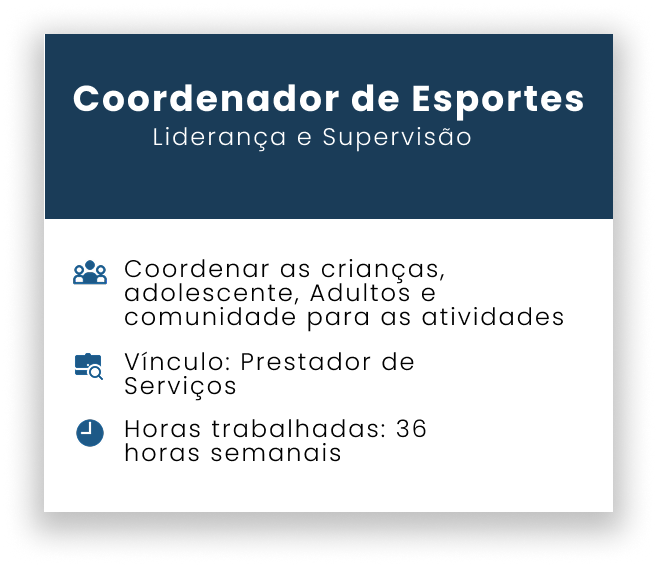 Coordenador de Esportes
Liderança e Supervisão
Coordenar as crianças,
adolescente, Adultos e
comunidade para as atividades
Vínculo: Prestador de
Serviços
Horas trabalhadas: 36
horas semanais